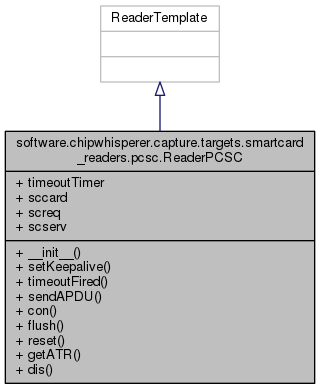 ReaderTemplate
software.chipwhisperer.capture.targets.smartcard
_readers.pcsc.ReaderPCSC
+ timeoutTimer
+ sccard
+ screq
+ scserv
+ __init__()
+ setKeepalive()
+ timeoutFired()
+ sendAPDU()
+ con()
+ flush()
+ reset()
+ getATR()
+ dis()